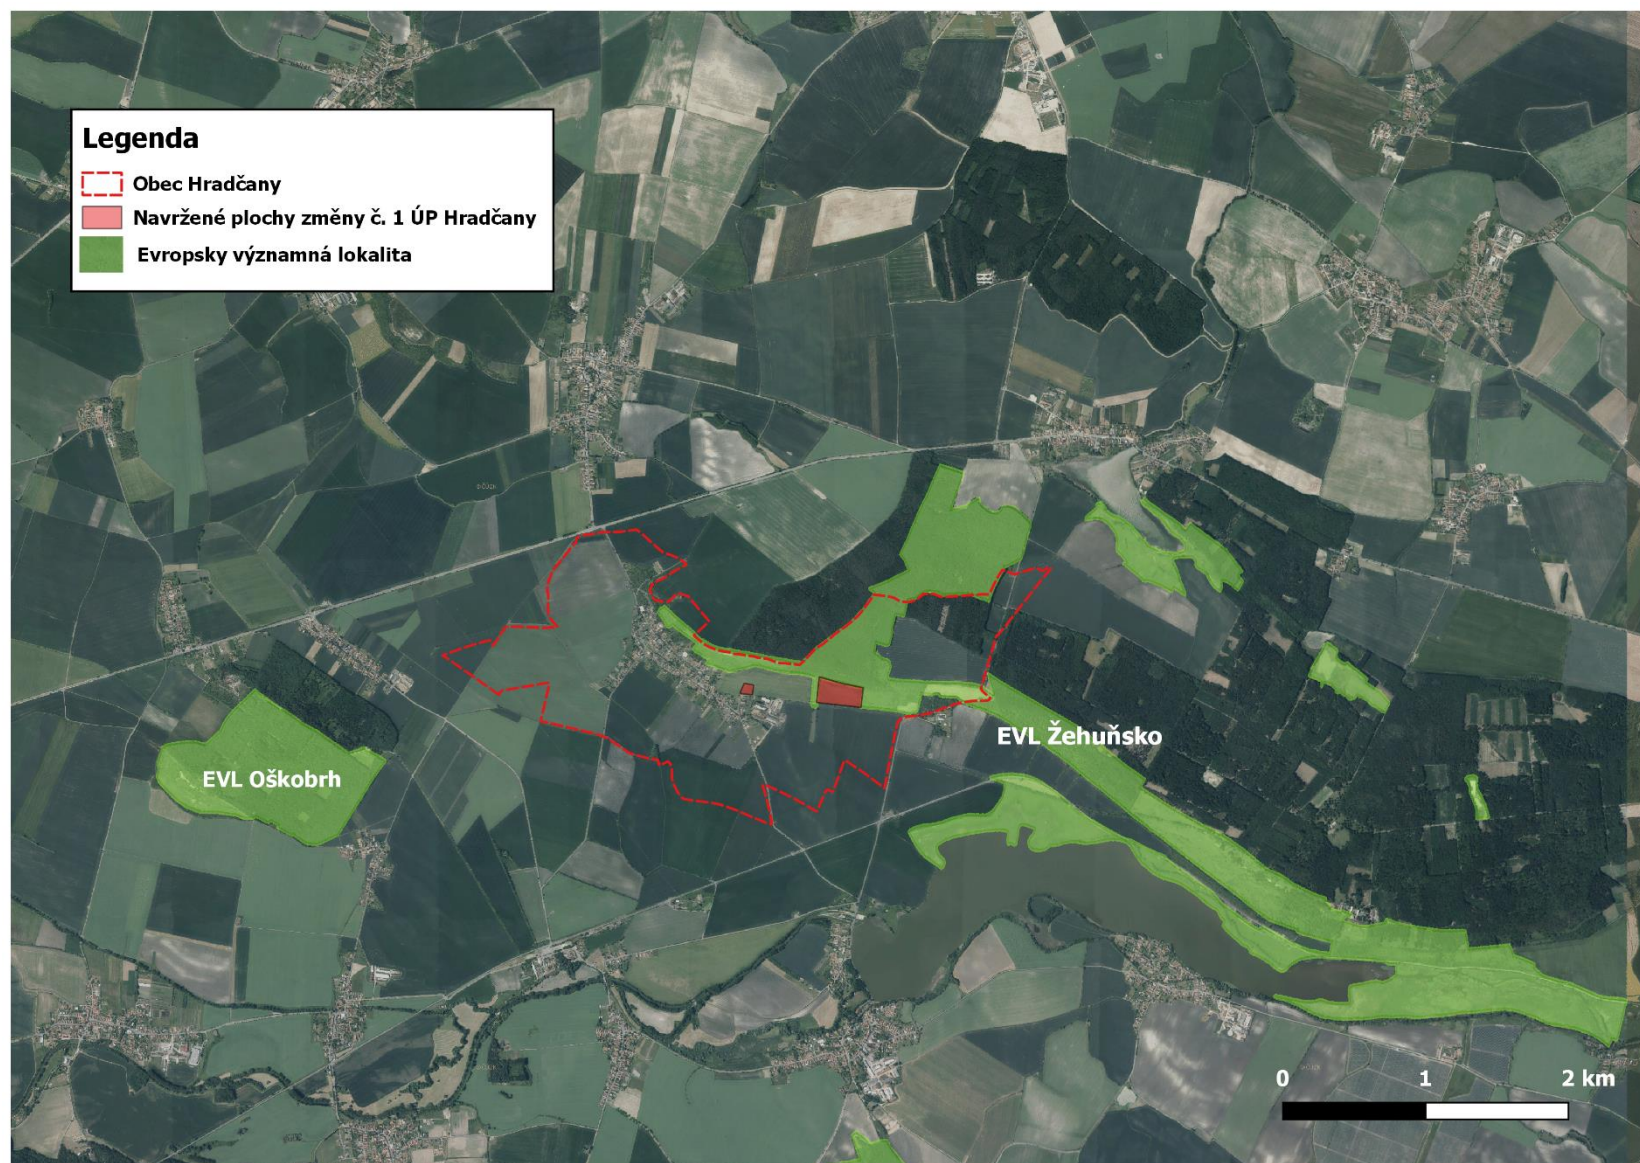 Legenda
Obec Hradčany
Navržené plochy změny č. 1 ÚP Hradčany
Evropsky významná lokalita
EVL Žehuňsko
EVL Oškobrh
0 1 2 km